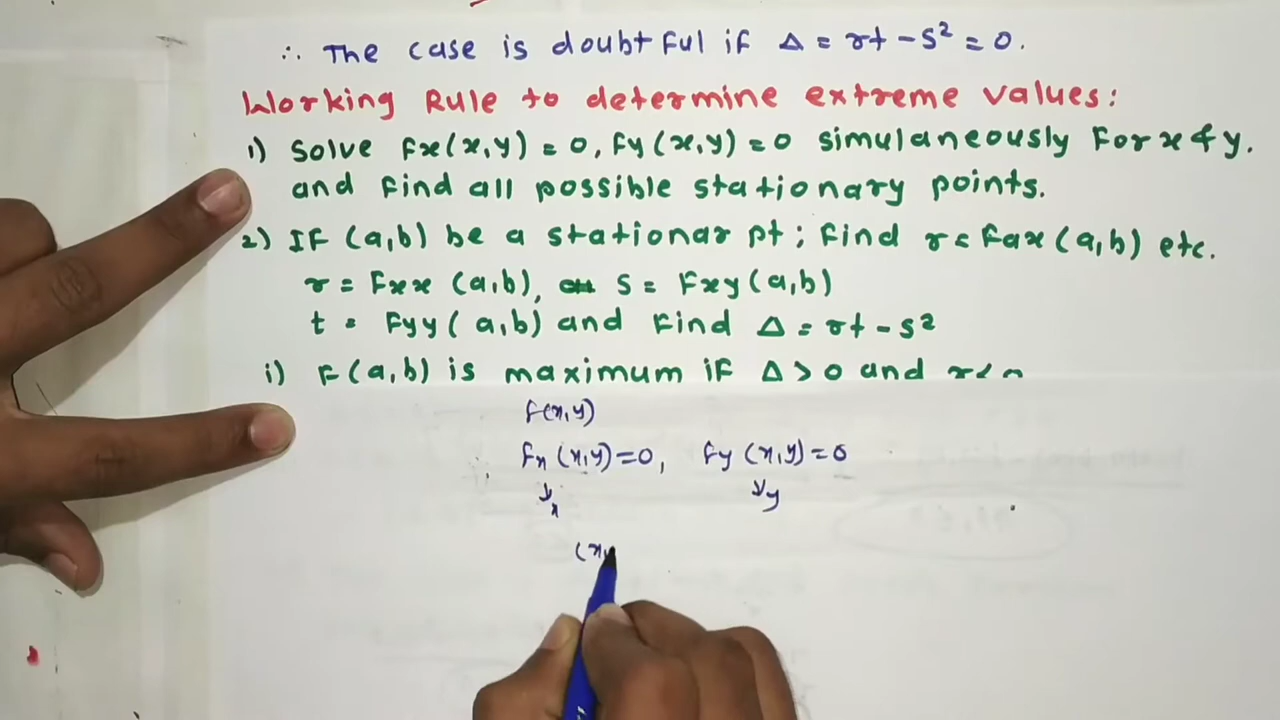 ∴ The case is doubtful if Δ = rt - s² = 0.
Working Rule to determine extreme values:
1) Solve Fx(x,y) = 0, Fy(x,y) = 0 simulaneously For x & y.
and find all possible stationary points.
2) IF (a,b) be a stationar pt; find r = fax (a,b) etc.
r = Fxx (a,b), s = Fxy(a,b)
t = Fyy(a,b) and Find Δ = rt - s²
i) F(a,b) is maximum if Δ > 0 and r <
f(x,y)
Fx (x,y) = 0, Fy (x,y) = 0
↓x ↓y
(x,